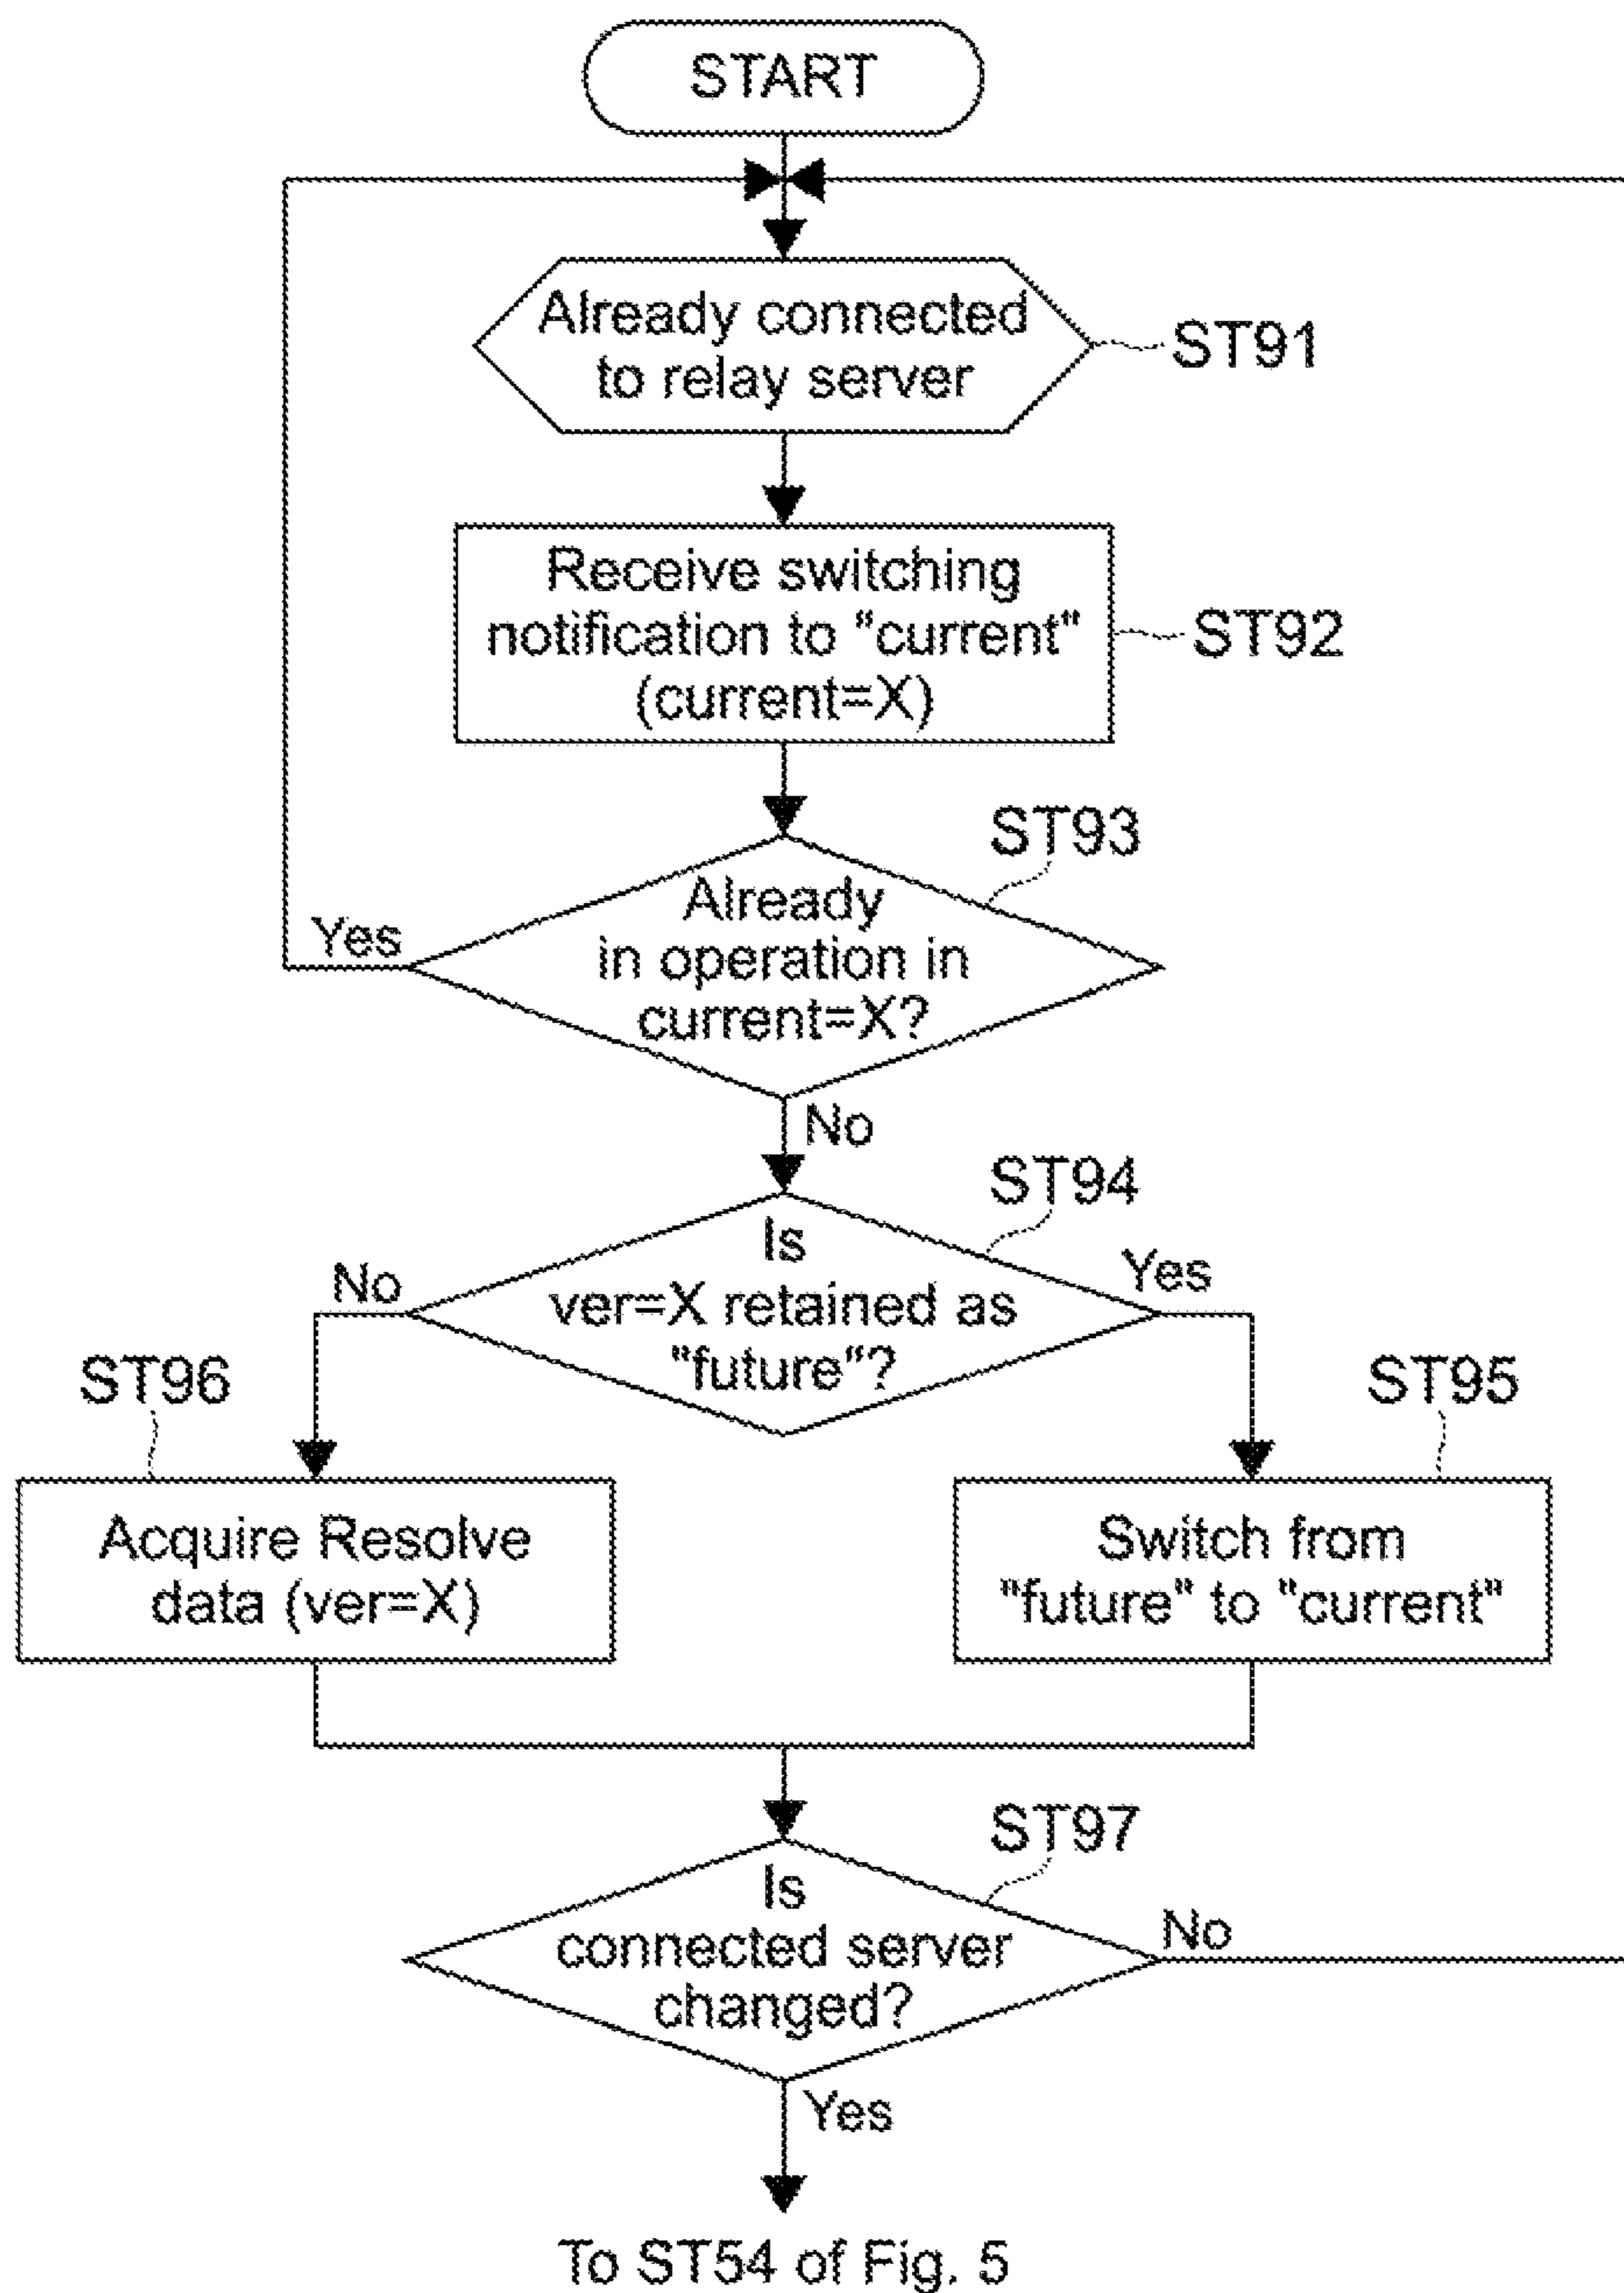 START
Already connected
to relay server
ST91
Receive switching
notification to "current"
(current=X)
ST92
ST93
Already
in operation in
current=X?
Yes
No
ST94
Is
ver=X retained as
"future"?
No
Yes
ST96
ST95
Acquire Resolve
data (ver=X)
Switch from
"future" to "current"
ST97
Is
connected server
changed?
No
Yes
To ST54 of Fig. 5